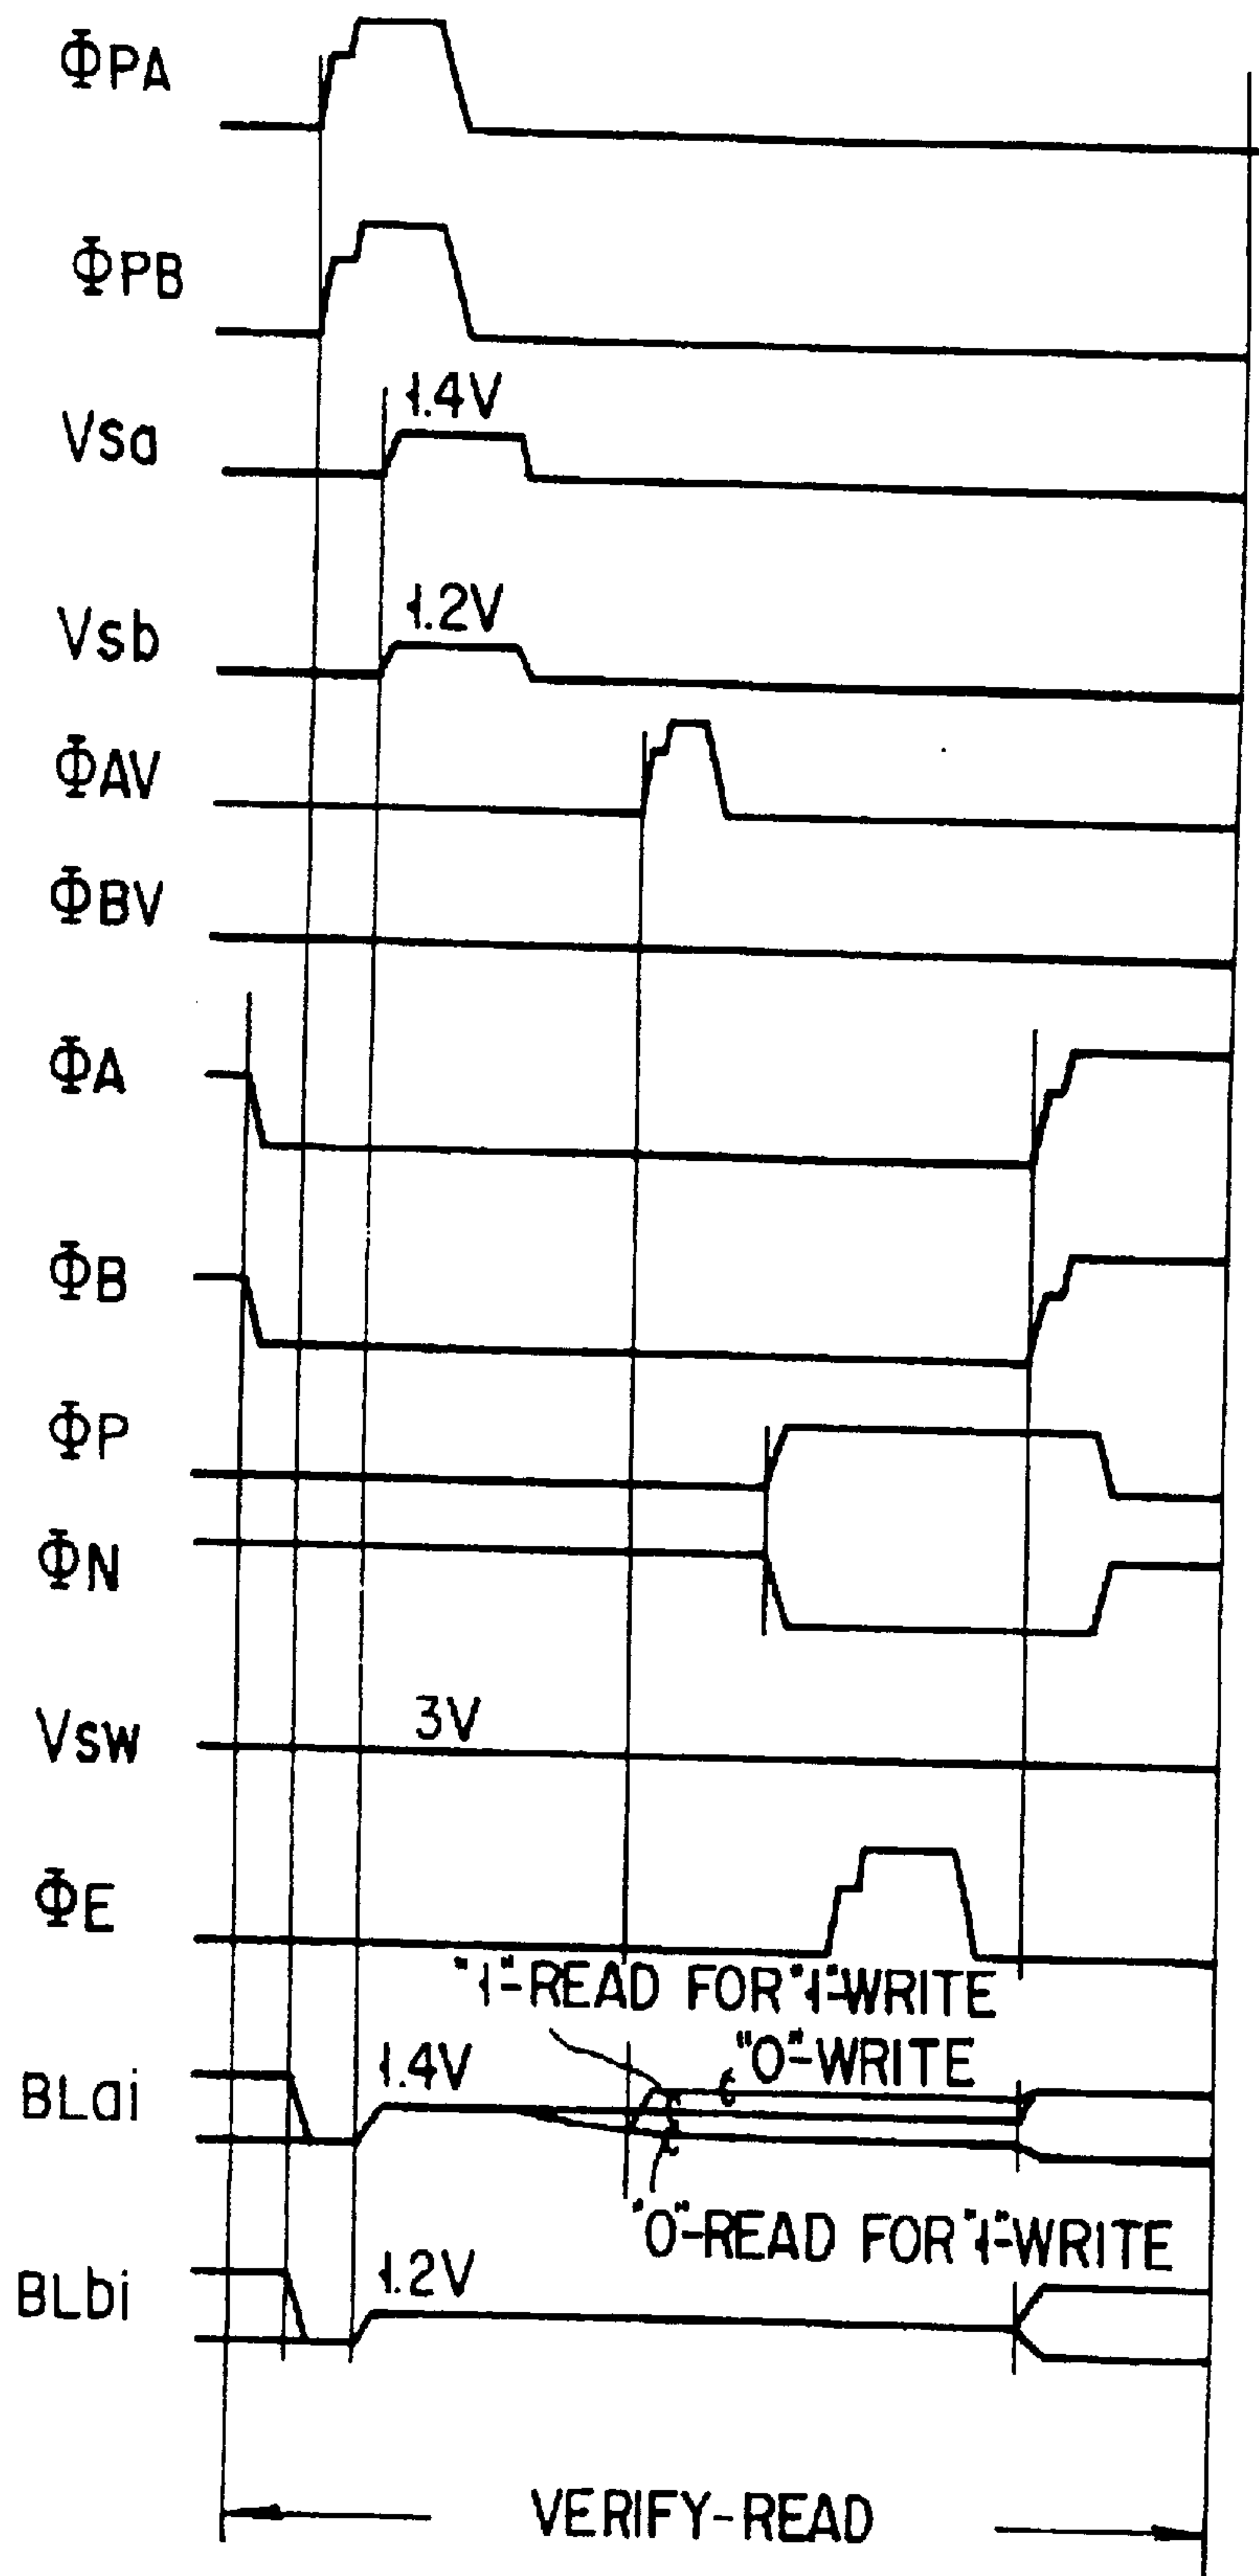 ΦPA
ΦPB
Vsa
1.4V
Vsb
1.2V
ΦAV
ΦBV
ΦA
ΦB
ΦP
ΦN
Vsw
3V
ΦE
"1"-READ FOR "1"-WRITE
"0"-WRITE
BLai
1.4V
"0"-READ FOR "1"-WRITE
BLbi
1.2V
VERIFY-READ